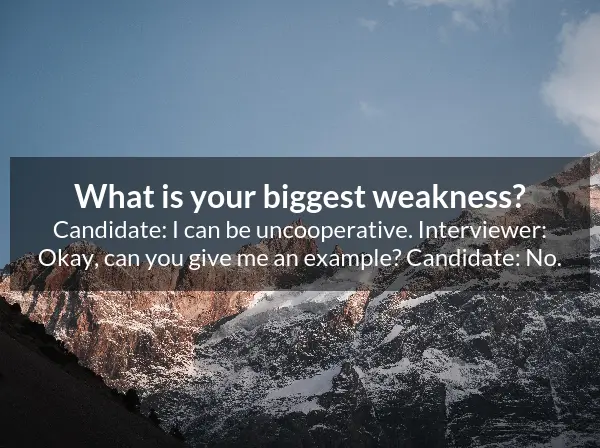 What is your biggest weakness?
Candidate: I can be uncooperative. Interviewer:
Okay, can you give me an example? Candidate: No.